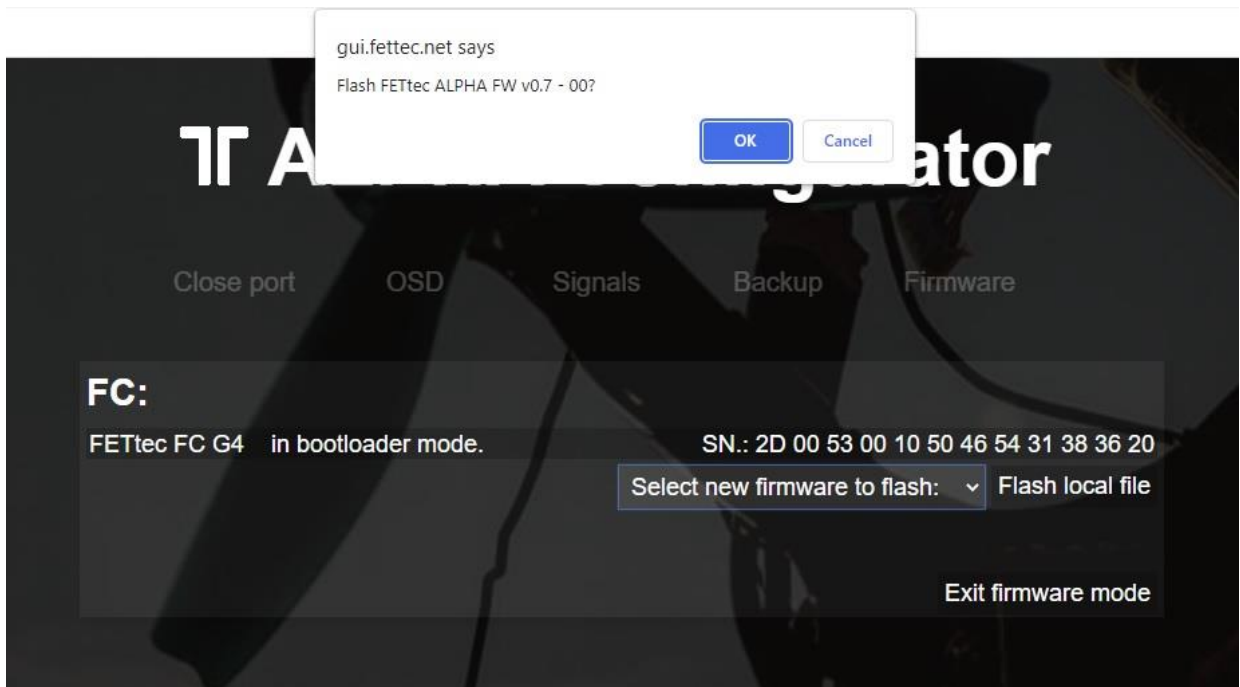 gui.fettec.net says
Flash FETtec ALPHA FW v0.7 - 00?
OK Cancel
Close port OSD Signals Backup Firmware
FC:
FETtec FC G4 in bootloader mode. SN.: 2D 00 53 00 10 50 46 54 31 38 36 20
Select new firmware to flash: Flash local file
Exit firmware mode